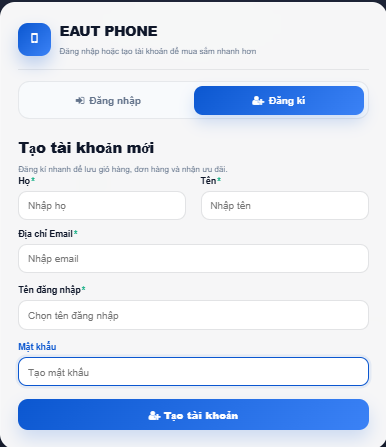 EAUT PHONE
Đăng nhập hoặc tạo tài khoản để mua sắm nhanh hơn
Đăng nhập
Đăng kí
Tạo tài khoản mới
Đăng kí nhanh để lưu giỏ hàng, đơn hàng và nhận ưu đãi.
Họ*
Tên*
Nhập họ
Nhập tên
Địa chỉ Email*
Nhập email
Tên đăng nhập*
Chọn tên đăng nhập
Mật khẩu
Tạo mật khẩu
Tạo tài khoản